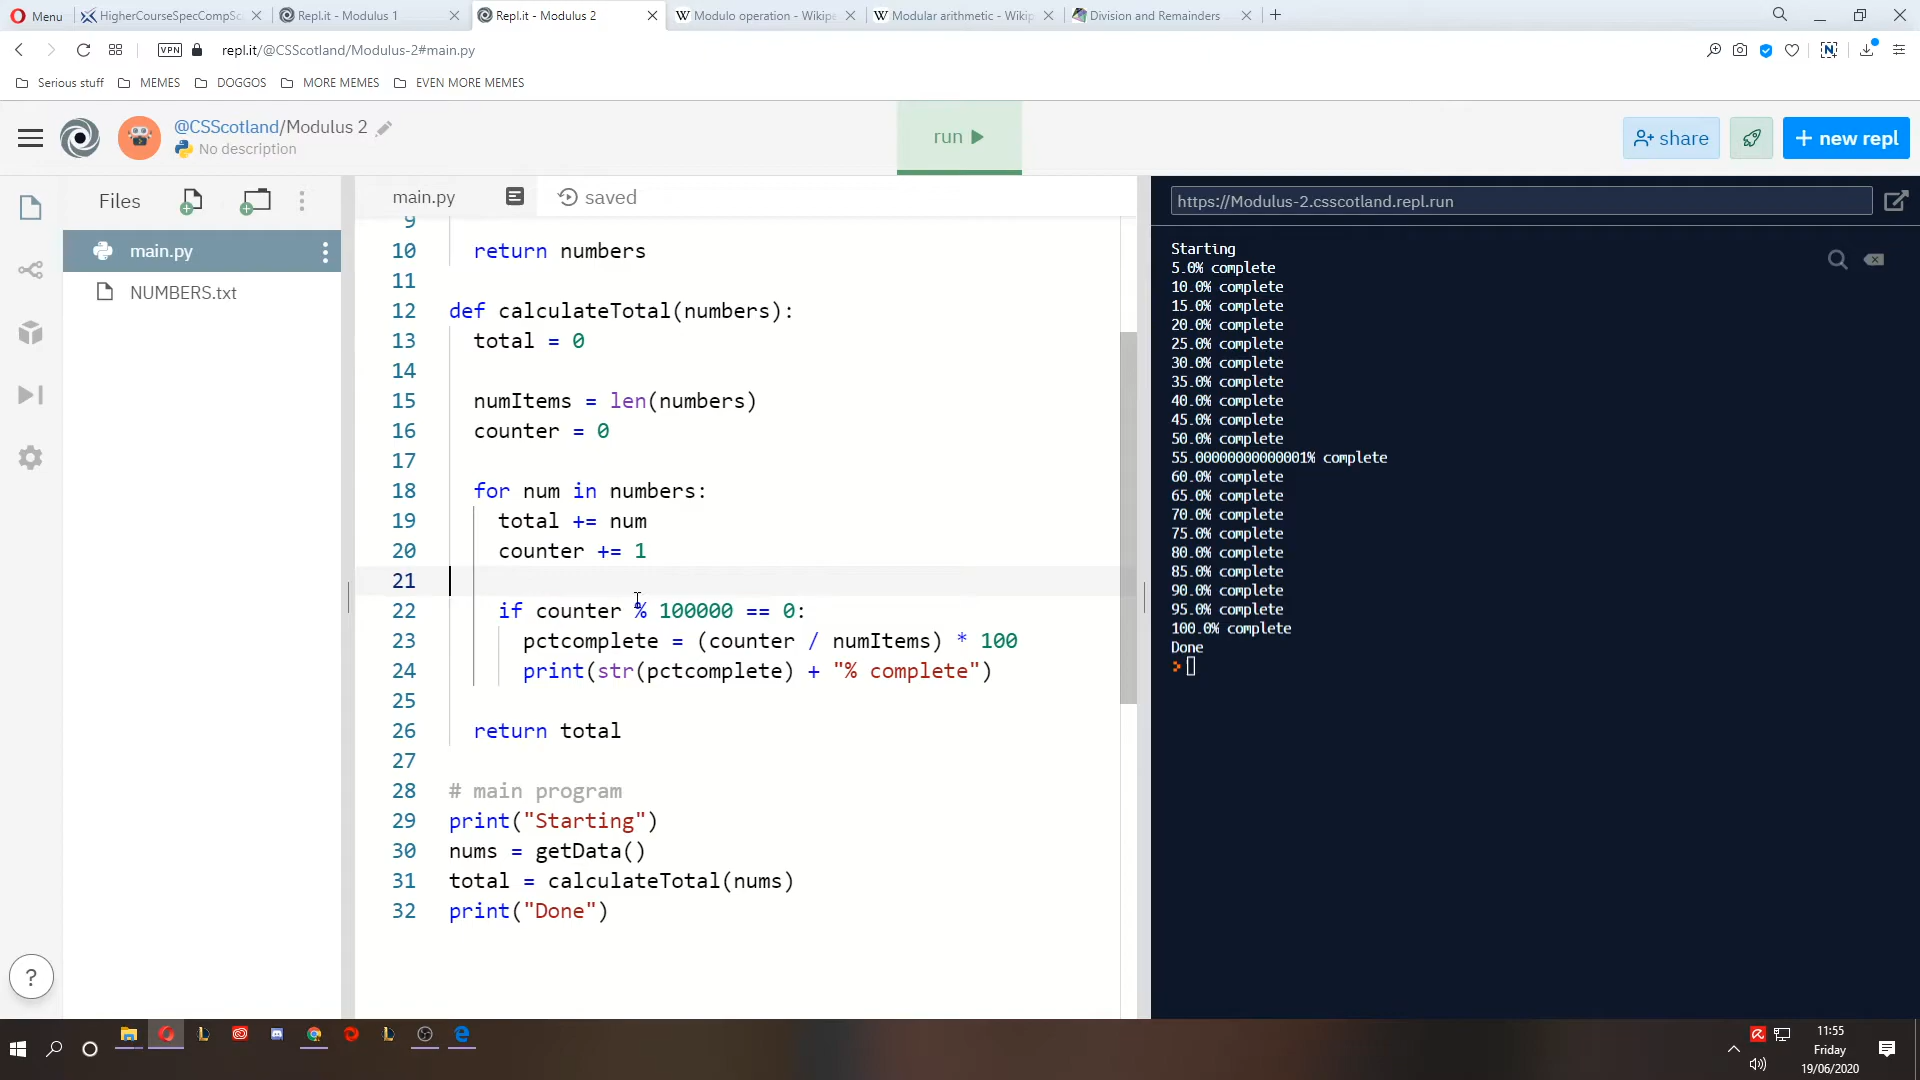 Menu
HigherCourseSpecCompSc
Repl.it - Modulus 1
Repl.it - Modulus 2
Modulo operation - Wikipe
Modular arithmetic - Wikip
Division and Remainders
VPN
repl.it/@CSScotland/Modulus-2#main.py
Serious stuff
MEMES
DOGGOS
MORE MEMES
EVEN MORE MEMES
@CSScotland/Modulus 2
No description
run
share
+ new repl
Files
main.py
NUMBERS.txt
main.py
saved
9
10 return numbers
11
12 def calculateTotal(numbers):
13 total = 0
14
15 numItems = len(numbers)
16 counter = 0
17
18 for num in numbers:
19 total += num
20 counter += 1
21
22 if counter % 100000 == 0:
23 pctcomplete = (counter / numItems) * 100
24 print(str(pctcomplete) + "% complete")
25
26 return total
27
28 # main program
29 print("Starting")
30 nums = getData()
31 total = calculateTotal(nums)
32 print("Done")
https://Modulus-2.csscotland.repl.run
Starting
5.0% complete
10.0% complete
15.0% complete
20.0% complete
25.0% complete
30.0% complete
35.0% complete
40.0% complete
45.0% complete
50.0% complete
55.00000000000001% complete
60.0% complete
65.0% complete
70.0% complete
75.0% complete
80.0% complete
85.0% complete
90.0% complete
95.0% complete
100.0% complete
Done
?
11:55
Friday
19/06/2020